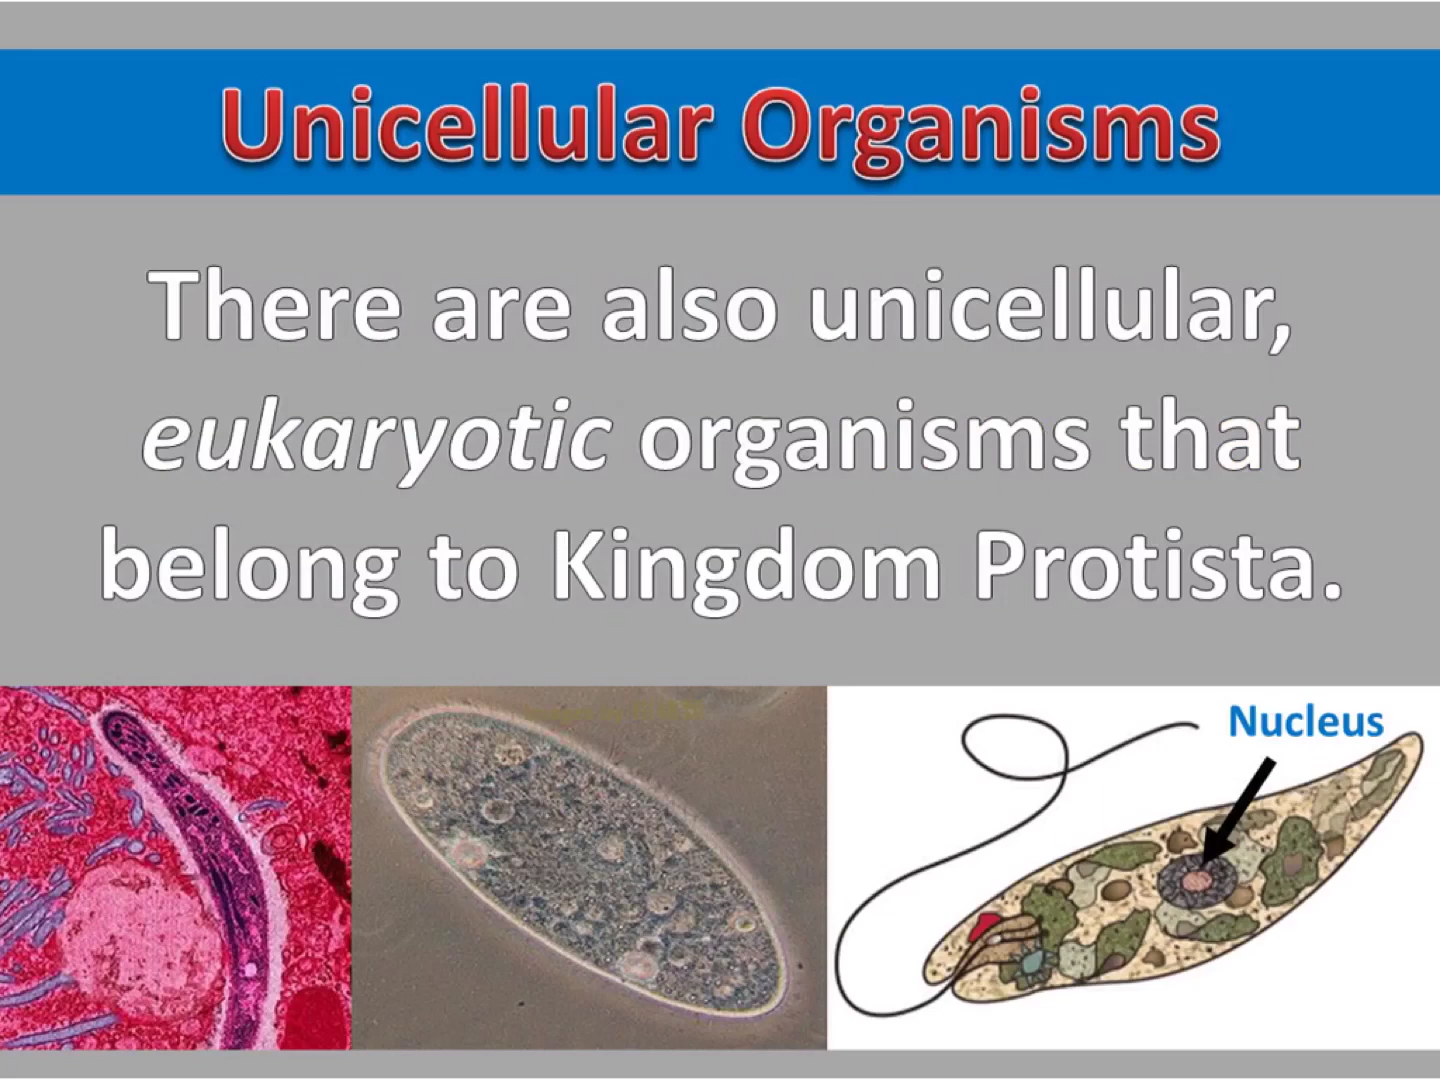 Unicellular Organisms
There are also unicellular,
eukaryotic organisms that
belong to Kingdom Protista.
Nucleus